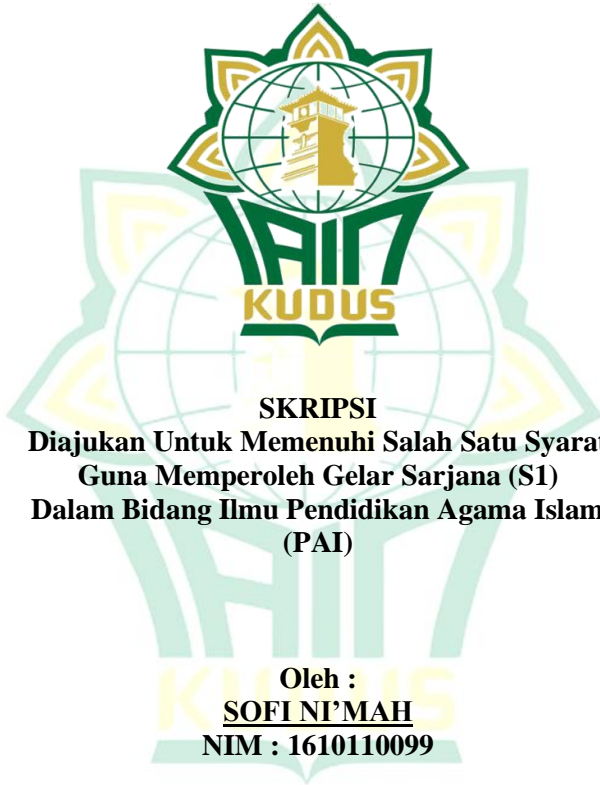 IAIN
KUDUS
SKRIPSI
Diajukan Untuk Memenuhi Salah Satu Syarat
Guna Memperoleh Gelar Sarjana (S1)
Dalam Bidang Ilmu Pendidikan Agama Islam
(PAI)
Oleh :
SOFI NI’MAH
NIM : 1610110099